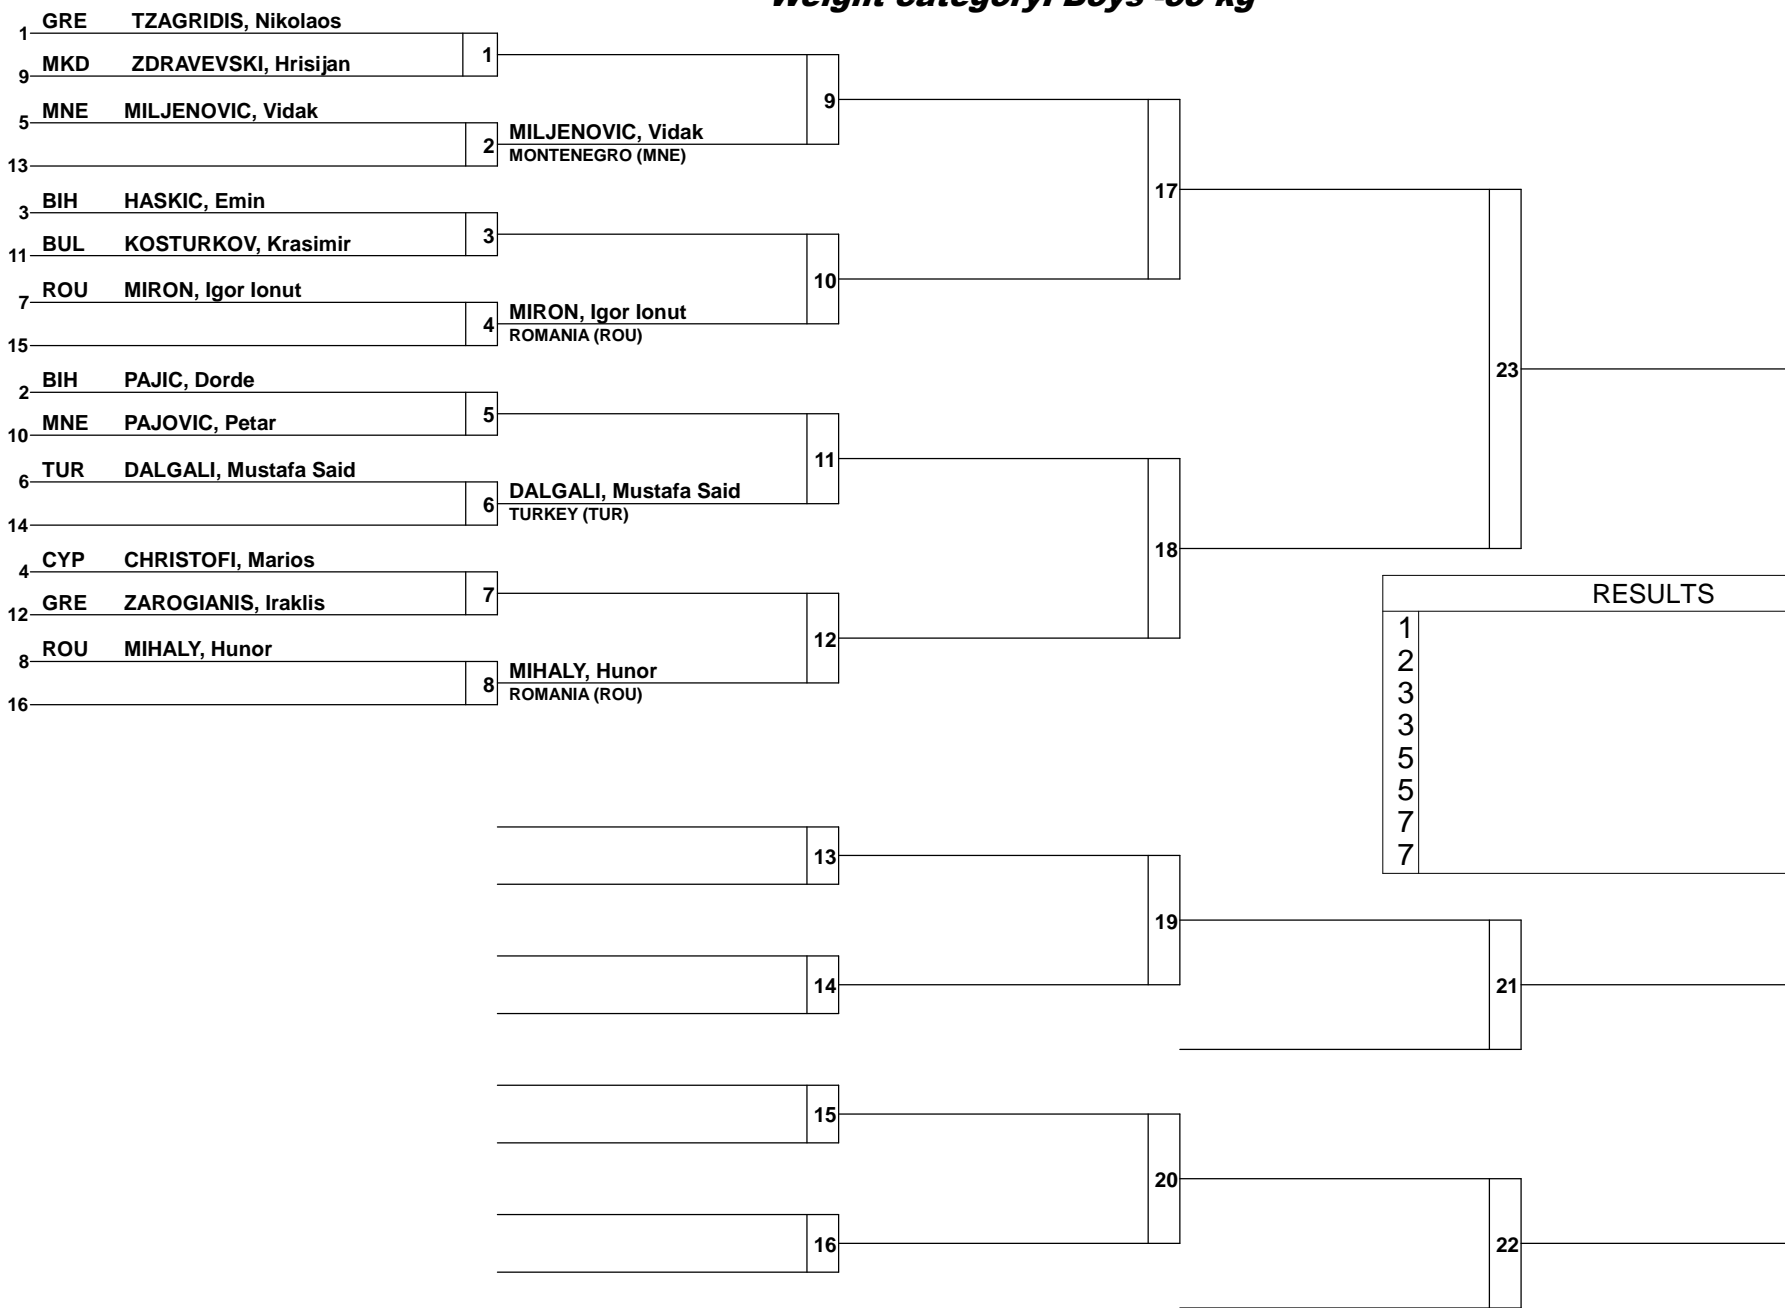 Weight category: Boys kg
1 GRE TZAGRIDIS, Nikolaos
1
9 MKD ZDRAVEVSKI, Hrisijan
9
5 MNE MILJENOVIC, Vidak
2 MILJENOVIC, Vidak
MONTENEGRO (MNE)
13
17
3 BIH HASKIC, Emin
3
11 BUL KOSTURKOV, Krasimir
10
7 ROU MIRON, Igor Ionut
4 MIRON, Igor Ionut
ROMANIA (ROU)
15
23
2 BIH PAJIC, Dorde
5
10 MNE PAJOVIC, Petar
11
6 TUR DALGALI, Mustafa Said
6 DALGALI, Mustafa Said
TURKEY (TUR)
14
18
4 CYP CHRISTOFI, Marios
7
12 GRE ZAROGIANIS, Iraklis
12
8 ROU MIHALY, Hunor
8 MIHALY, Hunor
ROMANIA (ROU)
16
RESULTS
1
2
3
3
5
5
7
7
13
19
14
21
15
20
16
22